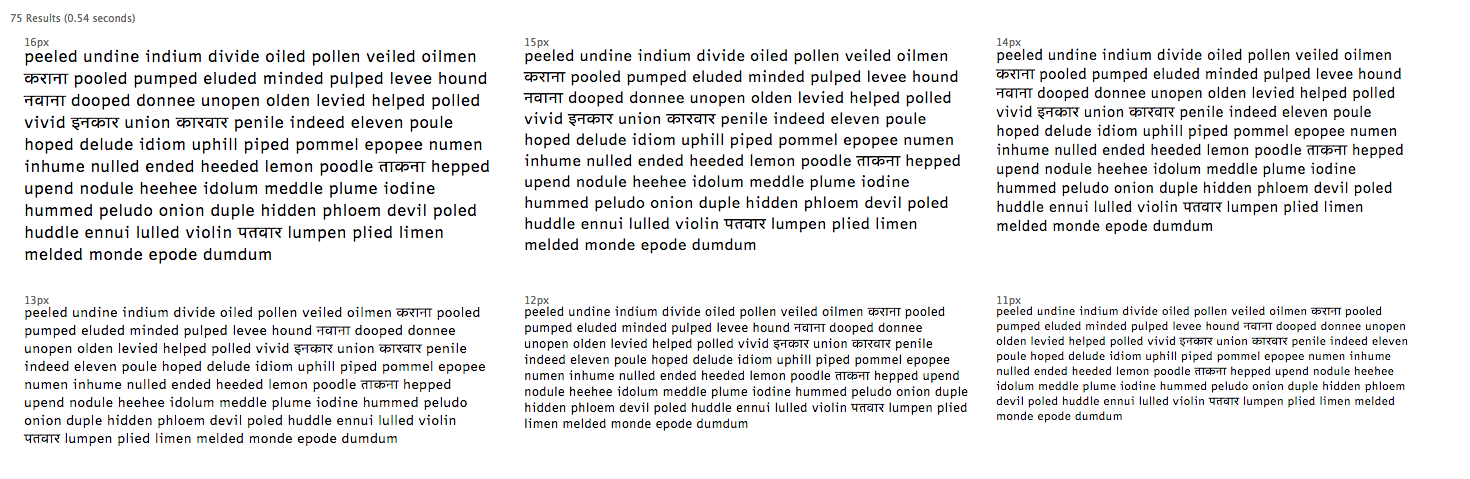 75 Results (0.54 seconds)
16px
peeled undine indium divide oiled pollen veiled oilmen
कराना pooled pumped eluded minded pulped levee hound
नवाना dooped donnee unopen olden levied helped polled
vivid इनकार union कारवार penile indeed eleven poule
hoped delude idiom uphill piped pommel epopee numen
inhume nulled ended heeded lemon poodle ताकना hepped
upend nodule heehee idolum meddle plume iodine
hummed peludo onion duple hidden phloem devil poled
huddle ennui lulled violin पतवार lumpen plied limen
melded monde epode dumdum
15px
peeled undine indium divide oiled pollen veiled oilmen
कराना pooled pumped eluded minded pulped levee hound
नवाना dooped donnee unopen olden levied helped polled
vivid इनकार union कारवार penile indeed eleven poule
hoped delude idiom uphill piped pommel epopee numen
inhume nulled ended heeded lemon poodle ताकना hepped
upend nodule heehee idolum meddle plume iodine
hummed peludo onion duple hidden phloem devil poled
huddle ennui lulled violin पतवार lumpen plied limen
melded monde epode dumdum
14px
peeled undine indium divide oiled pollen veiled oilmen
कराना pooled pumped eluded minded pulped levee hound
नवाना dooped donnee unopen olden levied helped polled
vivid इनकार union कारवार penile indeed eleven poule
hoped delude idiom uphill piped pommel epopee numen
inhume nulled ended heeded lemon poodle ताकना hepped
upend nodule heehee idolum meddle plume iodine
hummed peludo onion duple hidden phloem devil poled
huddle ennui lulled violin पतवार lumpen plied limen
melded monde epode dumdum
13px
peeled undine indium divide oiled pollen veiled oilmen कराना pooled
pumped eluded minded pulped levee hound नवाना dooped donnee
unopen olden levied helped polled vivid इनकार union कारवार penile
indeed eleven poule hoped delude idiom uphill piped pommel epopee
numen inhume nulled ended heeded lemon poodle ताकना hepped
upend nodule heehee idolum meddle plume iodine hummed peludo
onion duple hidden phloem devil poled huddle ennui lulled violin
पतवार lumpen plied limen melded monde epode dumdum
12px
peeled undine indium divide oiled pollen veiled oilmen कराना pooled
pumped eluded minded pulped levee hound नवाना dooped donnee
unopen olden levied helped polled vivid इनकार union कारवार penile
indeed eleven poule hoped delude idiom uphill piped pommel epopee
numen inhume nulled ended heeded lemon poodle ताकना hepped upend
nodule heehee idolum meddle plume iodine hummed peludo onion duple
hidden phloem devil poled huddle ennui lulled violin पतवार lumpen plied
limen melded monde epode dumdum
11px
peeled undine indium divide oiled pollen veiled oilmen कराना pooled
pumped eluded minded pulped levee hound नवाना dooped donnee unopen
olden levied helped polled vivid इनकार union कारवार penile indeed eleven
poule hoped delude idiom uphill piped pommel epopee numen inhume
nulled ended heeded lemon poodle ताकना hepped upend nodule heehee
idolum meddle plume iodine hummed peludo onion duple hidden phloem
devil poled huddle ennui lulled violin पतवार lumpen plied limen melded
monde epode dumdum